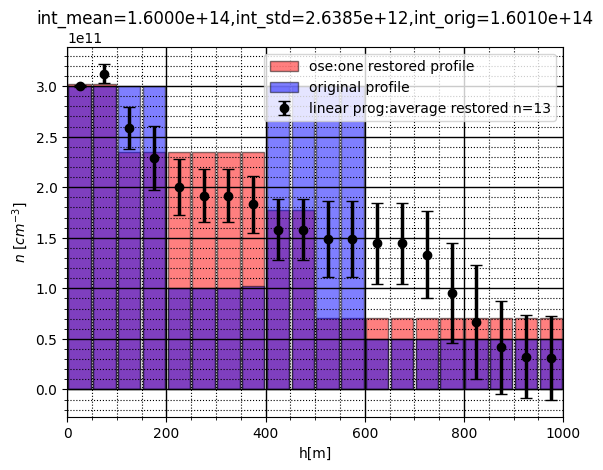 int_mean=1.6000e+14,int_std=2.6385e+12,int_orig=1.6010e+14
1e11
ose:one restored profile
original profile
linear prog:average restored n=13
3.0
2.5
2.0
1.5
1.0
0.5
0.0
n [cm⁻³]
0 200 400 600 800 1000
h[m]